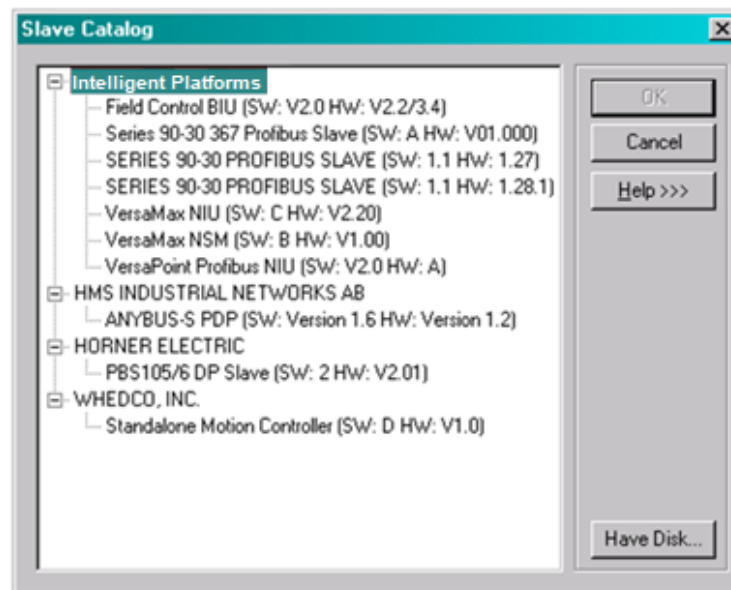 Slave Catalog
Intelligent Platforms
Field Control BIU (SW: V2.0 HW: V2.2/3.4)
Series 90-30 367 Profibus Slave (SW: A HW: V01.000)
SERIES 90-30 PROFIBUS SLAVE (SW: 1.1 HW: 1.27)
SERIES 90-30 PROFIBUS SLAVE (SW: 1.1 HW: 1.28.1)
VersaMax NIU (SW: C HW: V2.20)
VersaMax NSM (SW: B HW: V1.00)
VersaPoint Profibus NIU (SW: V2.0 HW: A)
HMS INDUSTRIAL NETWORKS AB
ANYBUS-S PDP (SW: Version 1.6 HW: Version 1.2)
HORNER ELECTRIC
PBS105/6 DP Slave (SW: 2 HW: V2.01)
WHEDCO, INC.
Standalone Motion Controller (SW: D HW: V1.0)
OK
Cancel
Help >>>
Have Disk...